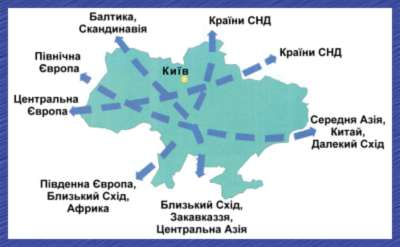 Балтика,
Скандинавія
Країни СНД
Країни СНД
Північна
Європа
Київ
Центральна
Європа
Середня Азія,
Китай,
Далекий Схід
Південна Європа,
Близький Схід,
Африка
Близький Схід,
Закавказзя,
Центральна Азія